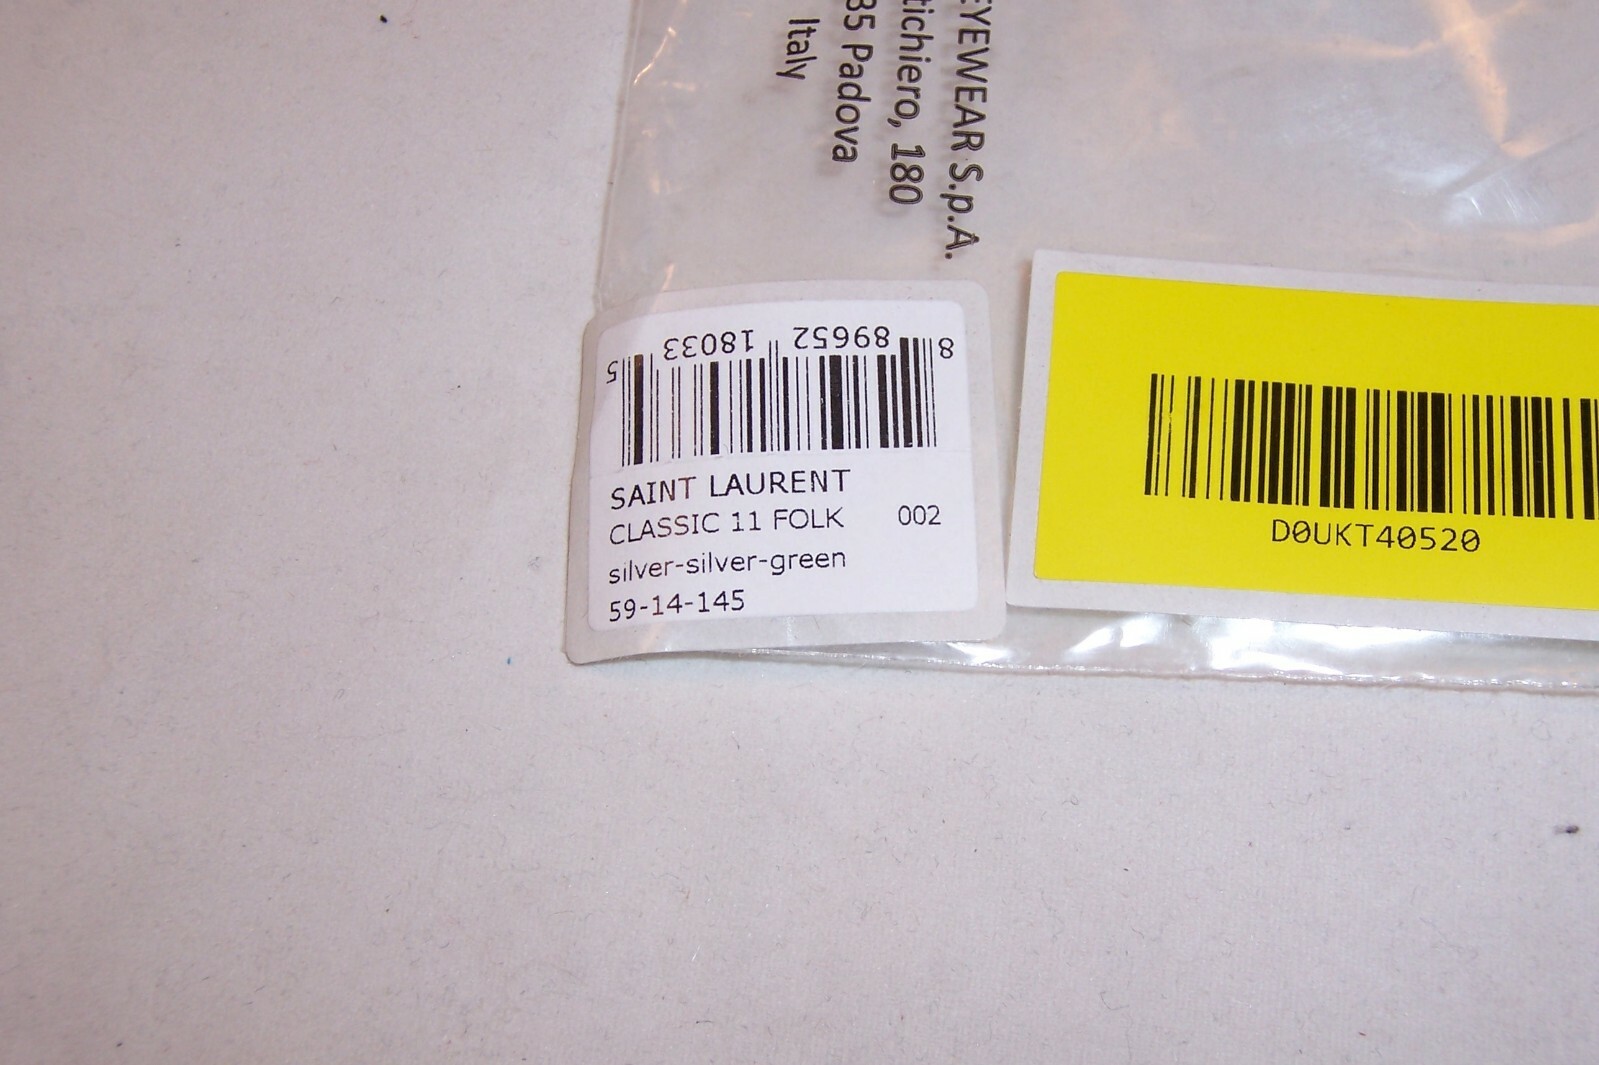 EYEWEAR S.p.A.
tichiero, 180
35 Padova
Italy
8 89652 18033 5
SAINT LAURENT
CLASSIC 11 FOLK 002
silver-silver-green
59-14-145
D0UKT40520